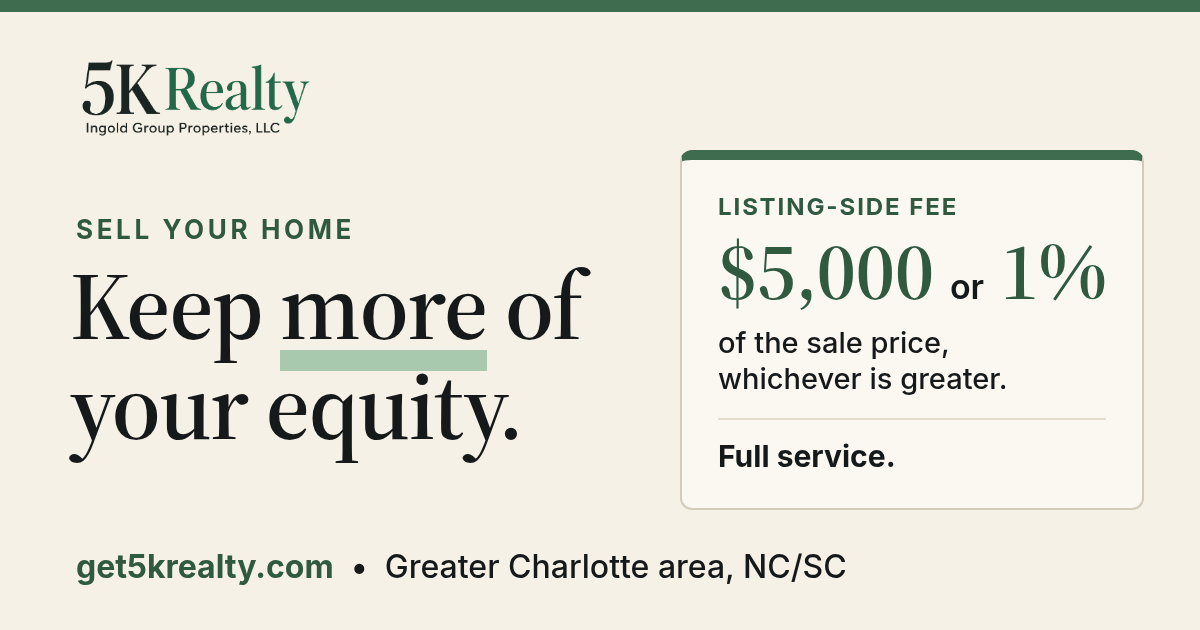 5K Realty
Ingold Group Properties, LLC
SELL YOUR HOME
Keep more of
your equity.
LISTING-SIDE FEE
$5,000 or 1%
of the sale price,
whichever is greater.
Full service.
get5krealty.com • Greater Charlotte area, NC/SC